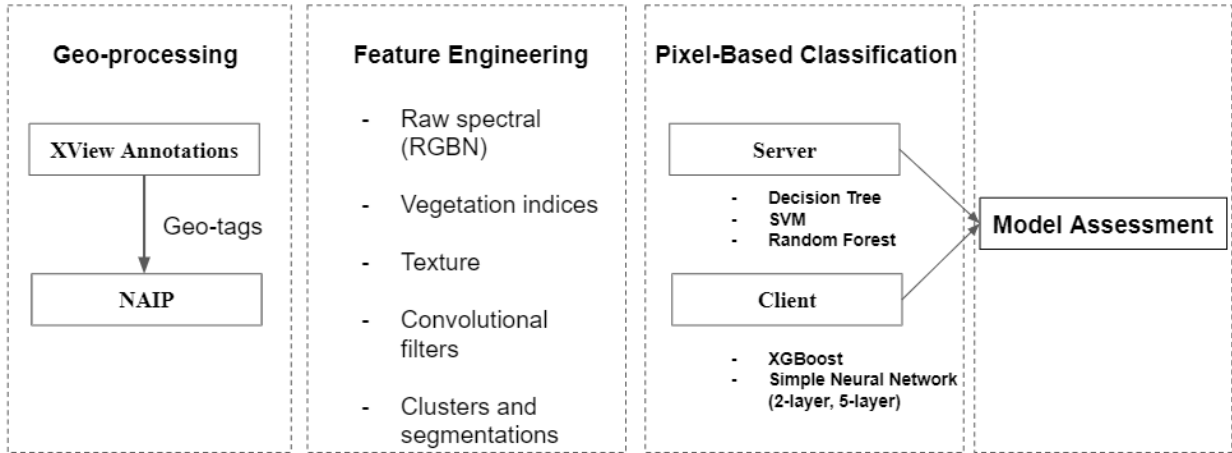 Geo-processing
XView Annotations
Geo-tags
NAIP
Feature Engineering
- Raw spectral
(RGBN)
- Vegetation indices
- Texture
- Convolutional
filters
- Clusters and
segmentations
Pixel-Based Classification
Server
- Decision Tree
- SVM
- Random Forest
Client
- XGBoost
- Simple Neural Network
(2-layer, 5-layer)
Model Assessment